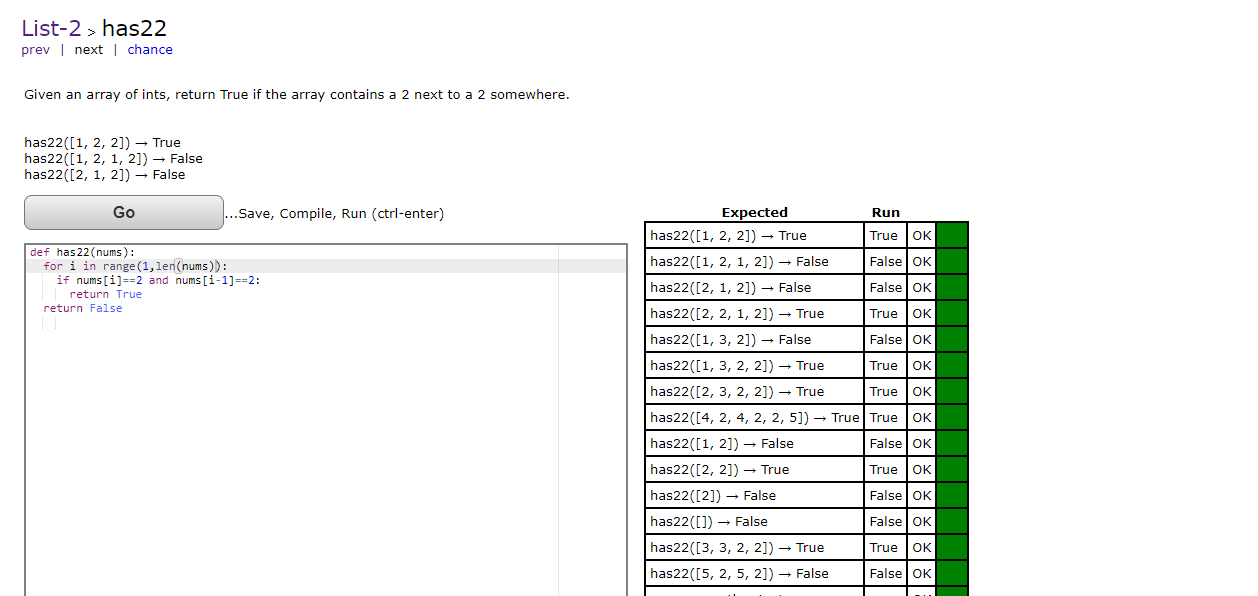 List-2 > has22
prev | next | chance
Given an array of ints, return True if the array contains a 2 next to a 2 somewhere.
has22([1, 2, 2]) → True
has22([1, 2, 1, 2]) → False
has22([2, 1, 2]) → False
Go ...Save, Compile, Run (ctrl-enter)
def has22(nums):
for i in range(1,len(nums)):
if nums[i]==2 and nums[i-1]==2:
return True
return False
Expected Run
has22([1, 2, 2]) → True True OK
has22([1, 2, 1, 2]) → False False OK
has22([2, 1, 2]) → False False OK
has22([2, 2, 1, 2]) → True True OK
has22([1, 3, 2]) → False False OK
has22([1, 3, 2, 2]) → True True OK
has22([2, 3, 2, 2]) → True True OK
has22([4, 2, 4, 2, 2, 5]) → True True OK
has22([1, 2]) → False False OK
has22([2, 2]) → True True OK
has22([2]) → False False OK
has22([]) → False False OK
has22([3, 3, 2, 2]) → True True OK
has22([5, 2, 5, 2]) → False False OK